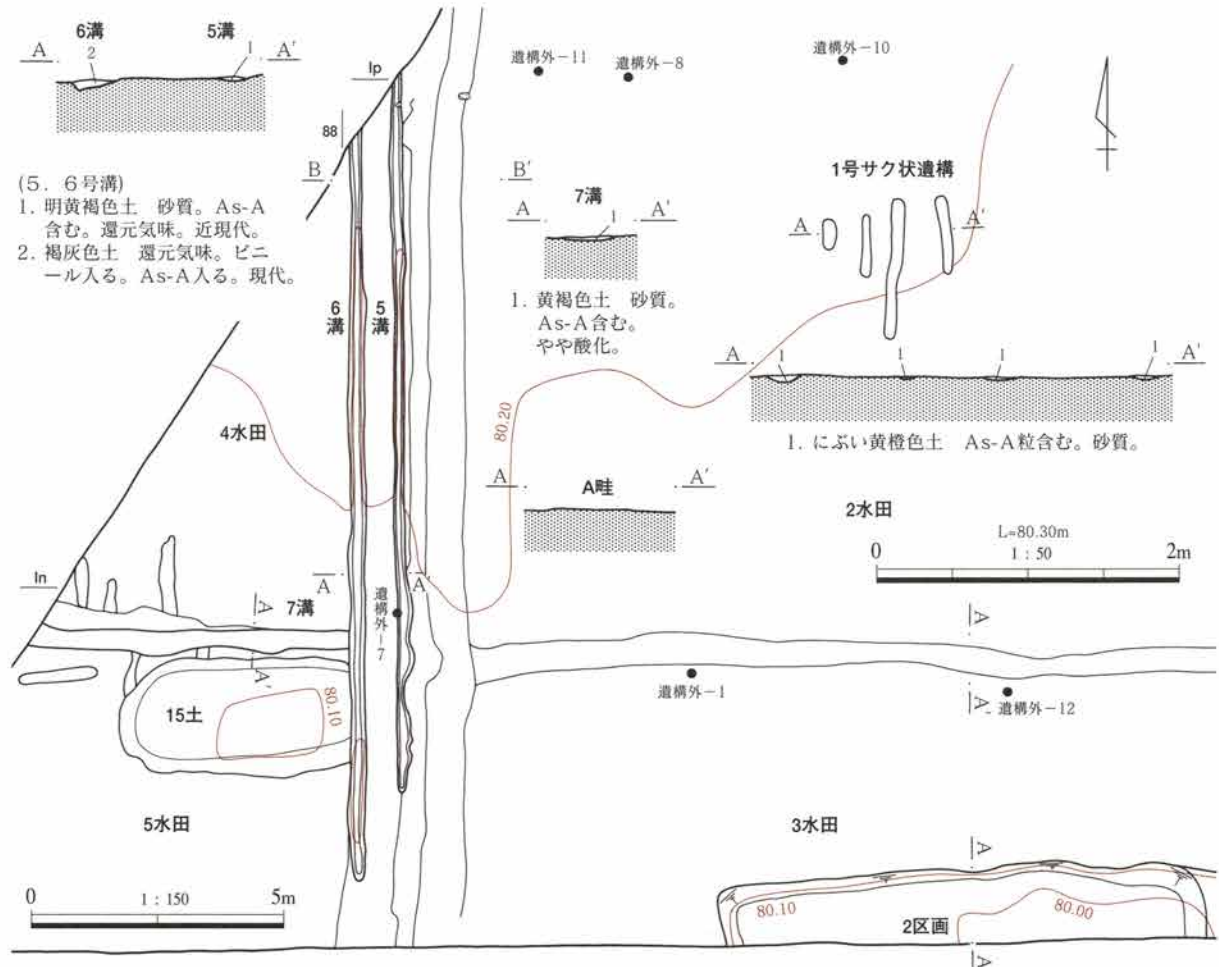 6溝 5溝
A 2 1 A'
(5．6号溝)
1. 明黄褐色土 砂質。As-A
含む。還元気味。近現代。
2. 褐灰色土 還元気味。ビニ
ール入る。As-A入る。現代。
Ip
88
B B'
遺構外-11
遺構外-8
遺構外-10
7溝
A 1 A'
1. 黄褐色土 砂質。
As-A含む。
やや酸化。
1号サク状遺構
A A'
A 1 1 1 1 A'
1. にぶい黄橙色土 As-A粒含む。砂質。
6溝
5溝
4水田
80.20
A A畦 A'
2水田
L=80.30m
0 1：50 2m
In
A A'
7溝
A
A'
遺構外-7
遺構外-1
A
A'
遺構外-12
15土
80.10
5水田
3水田
0 1：150 5m
A
80.10
80.00
2区画
A